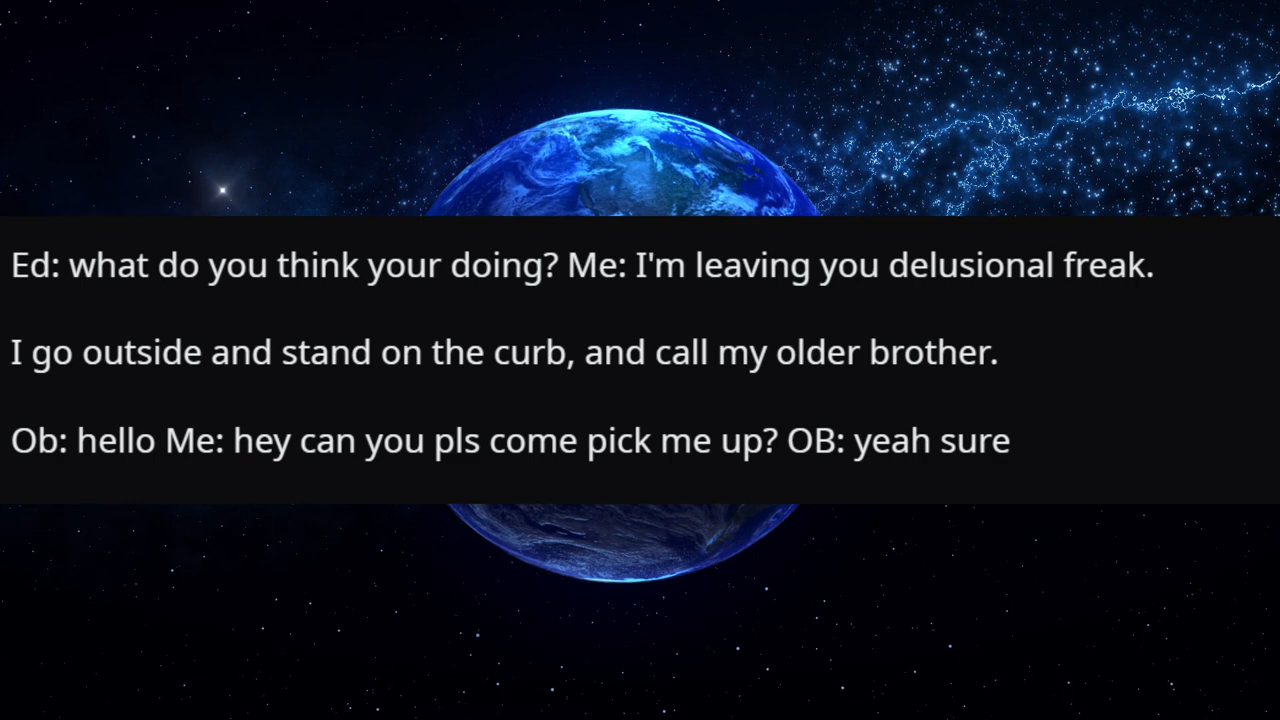 Ed: what do you think your doing? Me: I'm leaving you delusional freak.
I go outside and stand on the curb, and call my older brother.
Ob: hello Me: hey can you pls come pick me up? OB: yeah sure